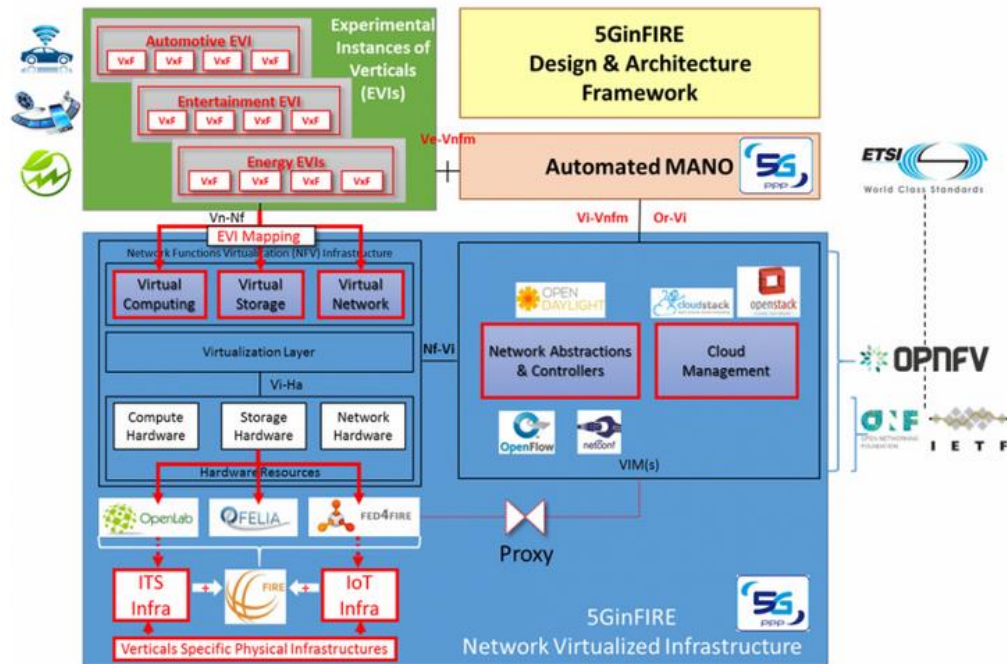 Automotive EVI
VxF VxF VxF VxF
Entertainment EVI
VxF VxF VxF VxF
Energy EVIs
VxF VxF VxF VxF
Experimental
Instances of
Verticals
(EVIs)
5GinFIRE
Design & Architecture
Framework
Ve-Vnfm
Automated MANO
5G
PPP
ETSI
World Class Standards
Vn-Nf
Vi-Vnfm Or-Vi
EVI Mapping
Network Functions Virtualization (NFV) Infrastructure
Virtual
Computing
Virtual
Storage
Virtual
Network
Virtualization Layer
Vi-Ha
Compute
Hardware
Storage
Hardware
Network
Hardware
Hardware Resources
Nf-Vi
OPEN
DAYLIGHT
cloudstack
openstack
Network Abstractions
& Controllers
Cloud
Management
OpenFlow
netconf
VIM(s)
OPNFV
ONF
OPEN NETWORKING
FOUNDATION
IETF
OpenLab
OFELIA
FED4FIRE
Proxy
ITS
Infra
+
FIRE
+
IoT
Infra
Verticals Specific Physical Infrastructures
5GinFIRE
Network Virtualized Infrastructure
5G
PPP